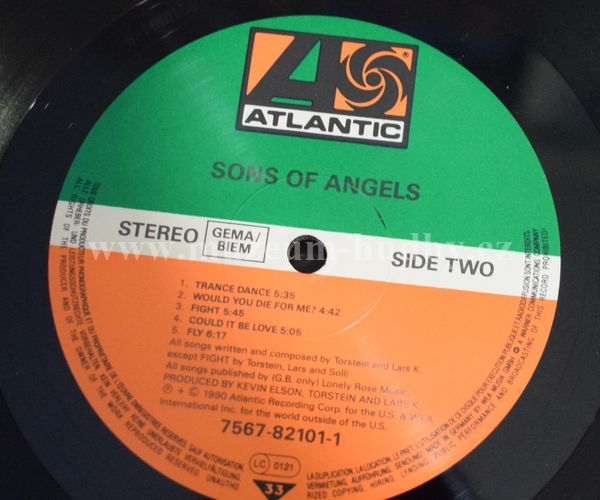 ATLANTIC
SONS OF ANGELS
STEREO
GEMA/
BIEM
SIDE TWO
1. TRANCE DANCE 5:35
2. WOULD YOU DIE FOR ME? 4:42
3. FIGHT 5:45
4. COULD IT BE LOVE 5:05
5. FLY 6:17
All songs written and composed by Torstein and Lars K.
except FIGHT by Torstein, Lars and Solli
All songs published by (G.B. only) Lonely Rose Music.
PRODUCED BY KEVIN ELSON, TORSTEIN AND LARS K.
℗ + © 1990 Atlantic Recording Corp. for the U.S. & WEA
International Inc. for the world outside of the U.S.
7567-82101-1
LC 0121
33